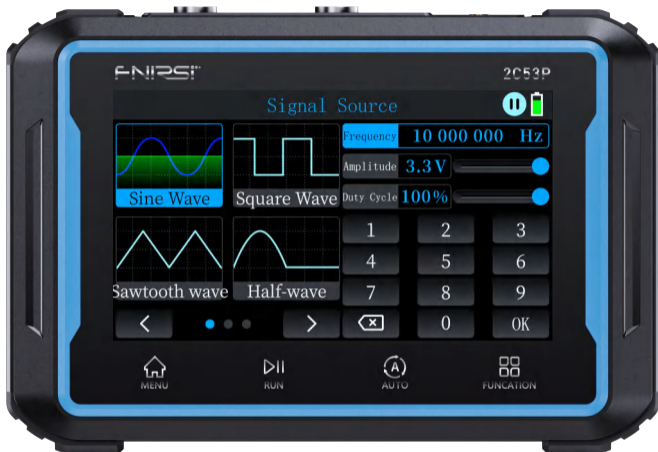 FNIRSI
2C53P
Signal Source
Frequency 10 000 000 Hz
Amplitude 3.3V
Duty Cycle 100%
Sine Wave
Square Wave
Sawtooth wave
Half-wave
1 2 3
4 5 6
7 8 9
0 OK
MENU
RUN
A
AUTO
FUNCATION